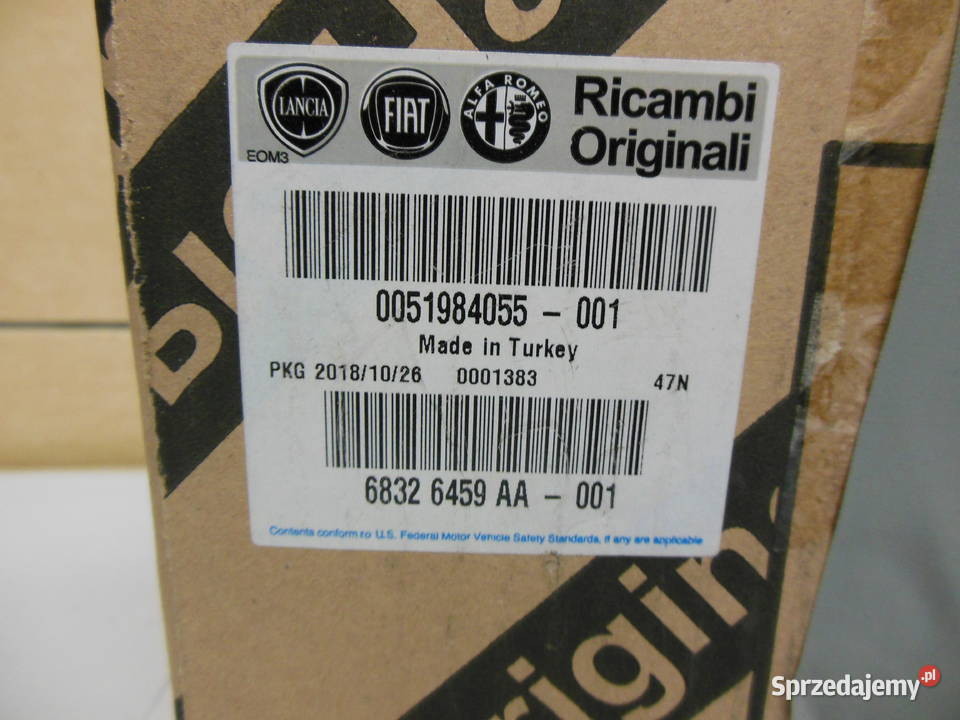 LANCIA FIAT ALFA ROMEO Ricambi
Originali
EOM3
0051984055 - 001
Made in Turkey
PKG 2018/10/26 0001383 47N
6832 6459 AA - 001
Contents conform to U.S. Federal Motor Vehicle Safety Standards, if any are applicable
Sprzedajemy.pl